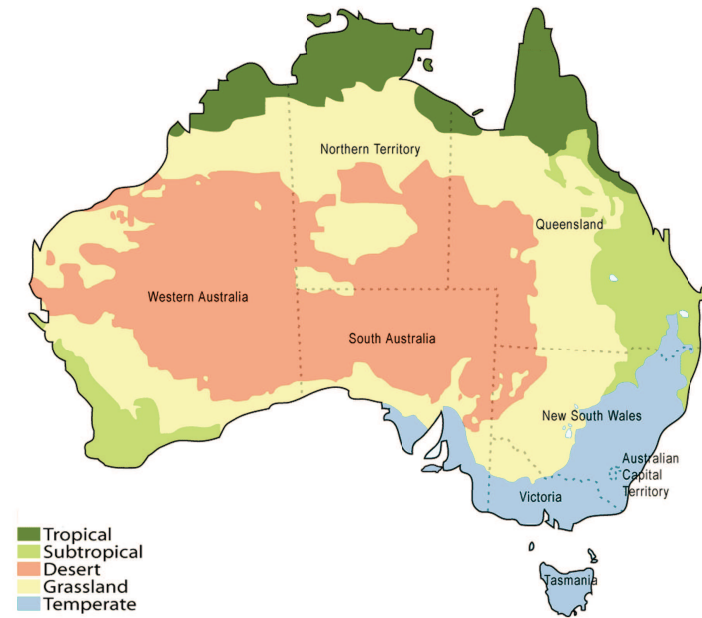 Northern Territory
Queensland
Western Australia
South Australia
New South Wales
Australian
Capital
Territory
Victoria
Tasmania
Tropical
Subtropical
Desert
Grassland
Temperate